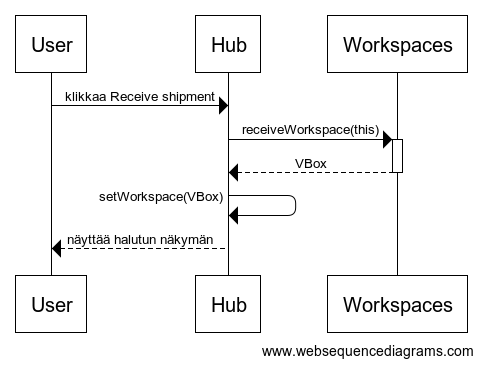 User
Hub
Workspaces
klikkaa Receive shipment
receiveWorkspace(this)
VBox
setWorkspace(VBox)
näyttää halutun näkymän
User
Hub
Workspaces
www.websequencediagrams.com